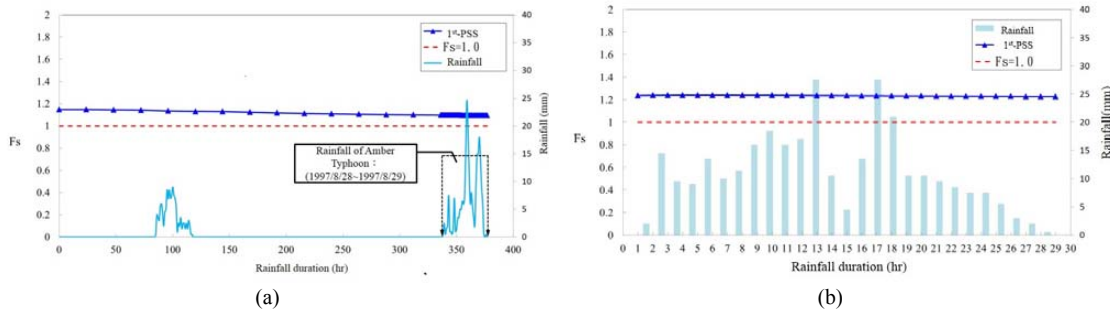 2
1.8
1.6
1.4
1.2
1
0.8
0.6
0.4
0.2
0
Fs
40
35
30
25
20
15
10
5
0
Rainfall (mm)
1st-PSS
Fs=1.0
Rainfall
Rainfall of Amber
Typhoon：
(1997/8/28~1997/8/29)
0 50 100 150 200 250 300 350 400
Rainfall duration (hr)
(a)
2
1.8
1.6
1.4
1.2
1
0.8
0.6
0.4
0.2
0
Fs
40
35
30
25
20
15
10
5
0
Rainfall(mm)
Rainfall
1st-PSS
Fs=1.0
0 1 2 3 4 5 6 7 8 9 10 11 12 13 14 15 16 17 18 19 20 21 22 23 24 25 26 27 28 29 30
Rainfall duration (hr)
(b)